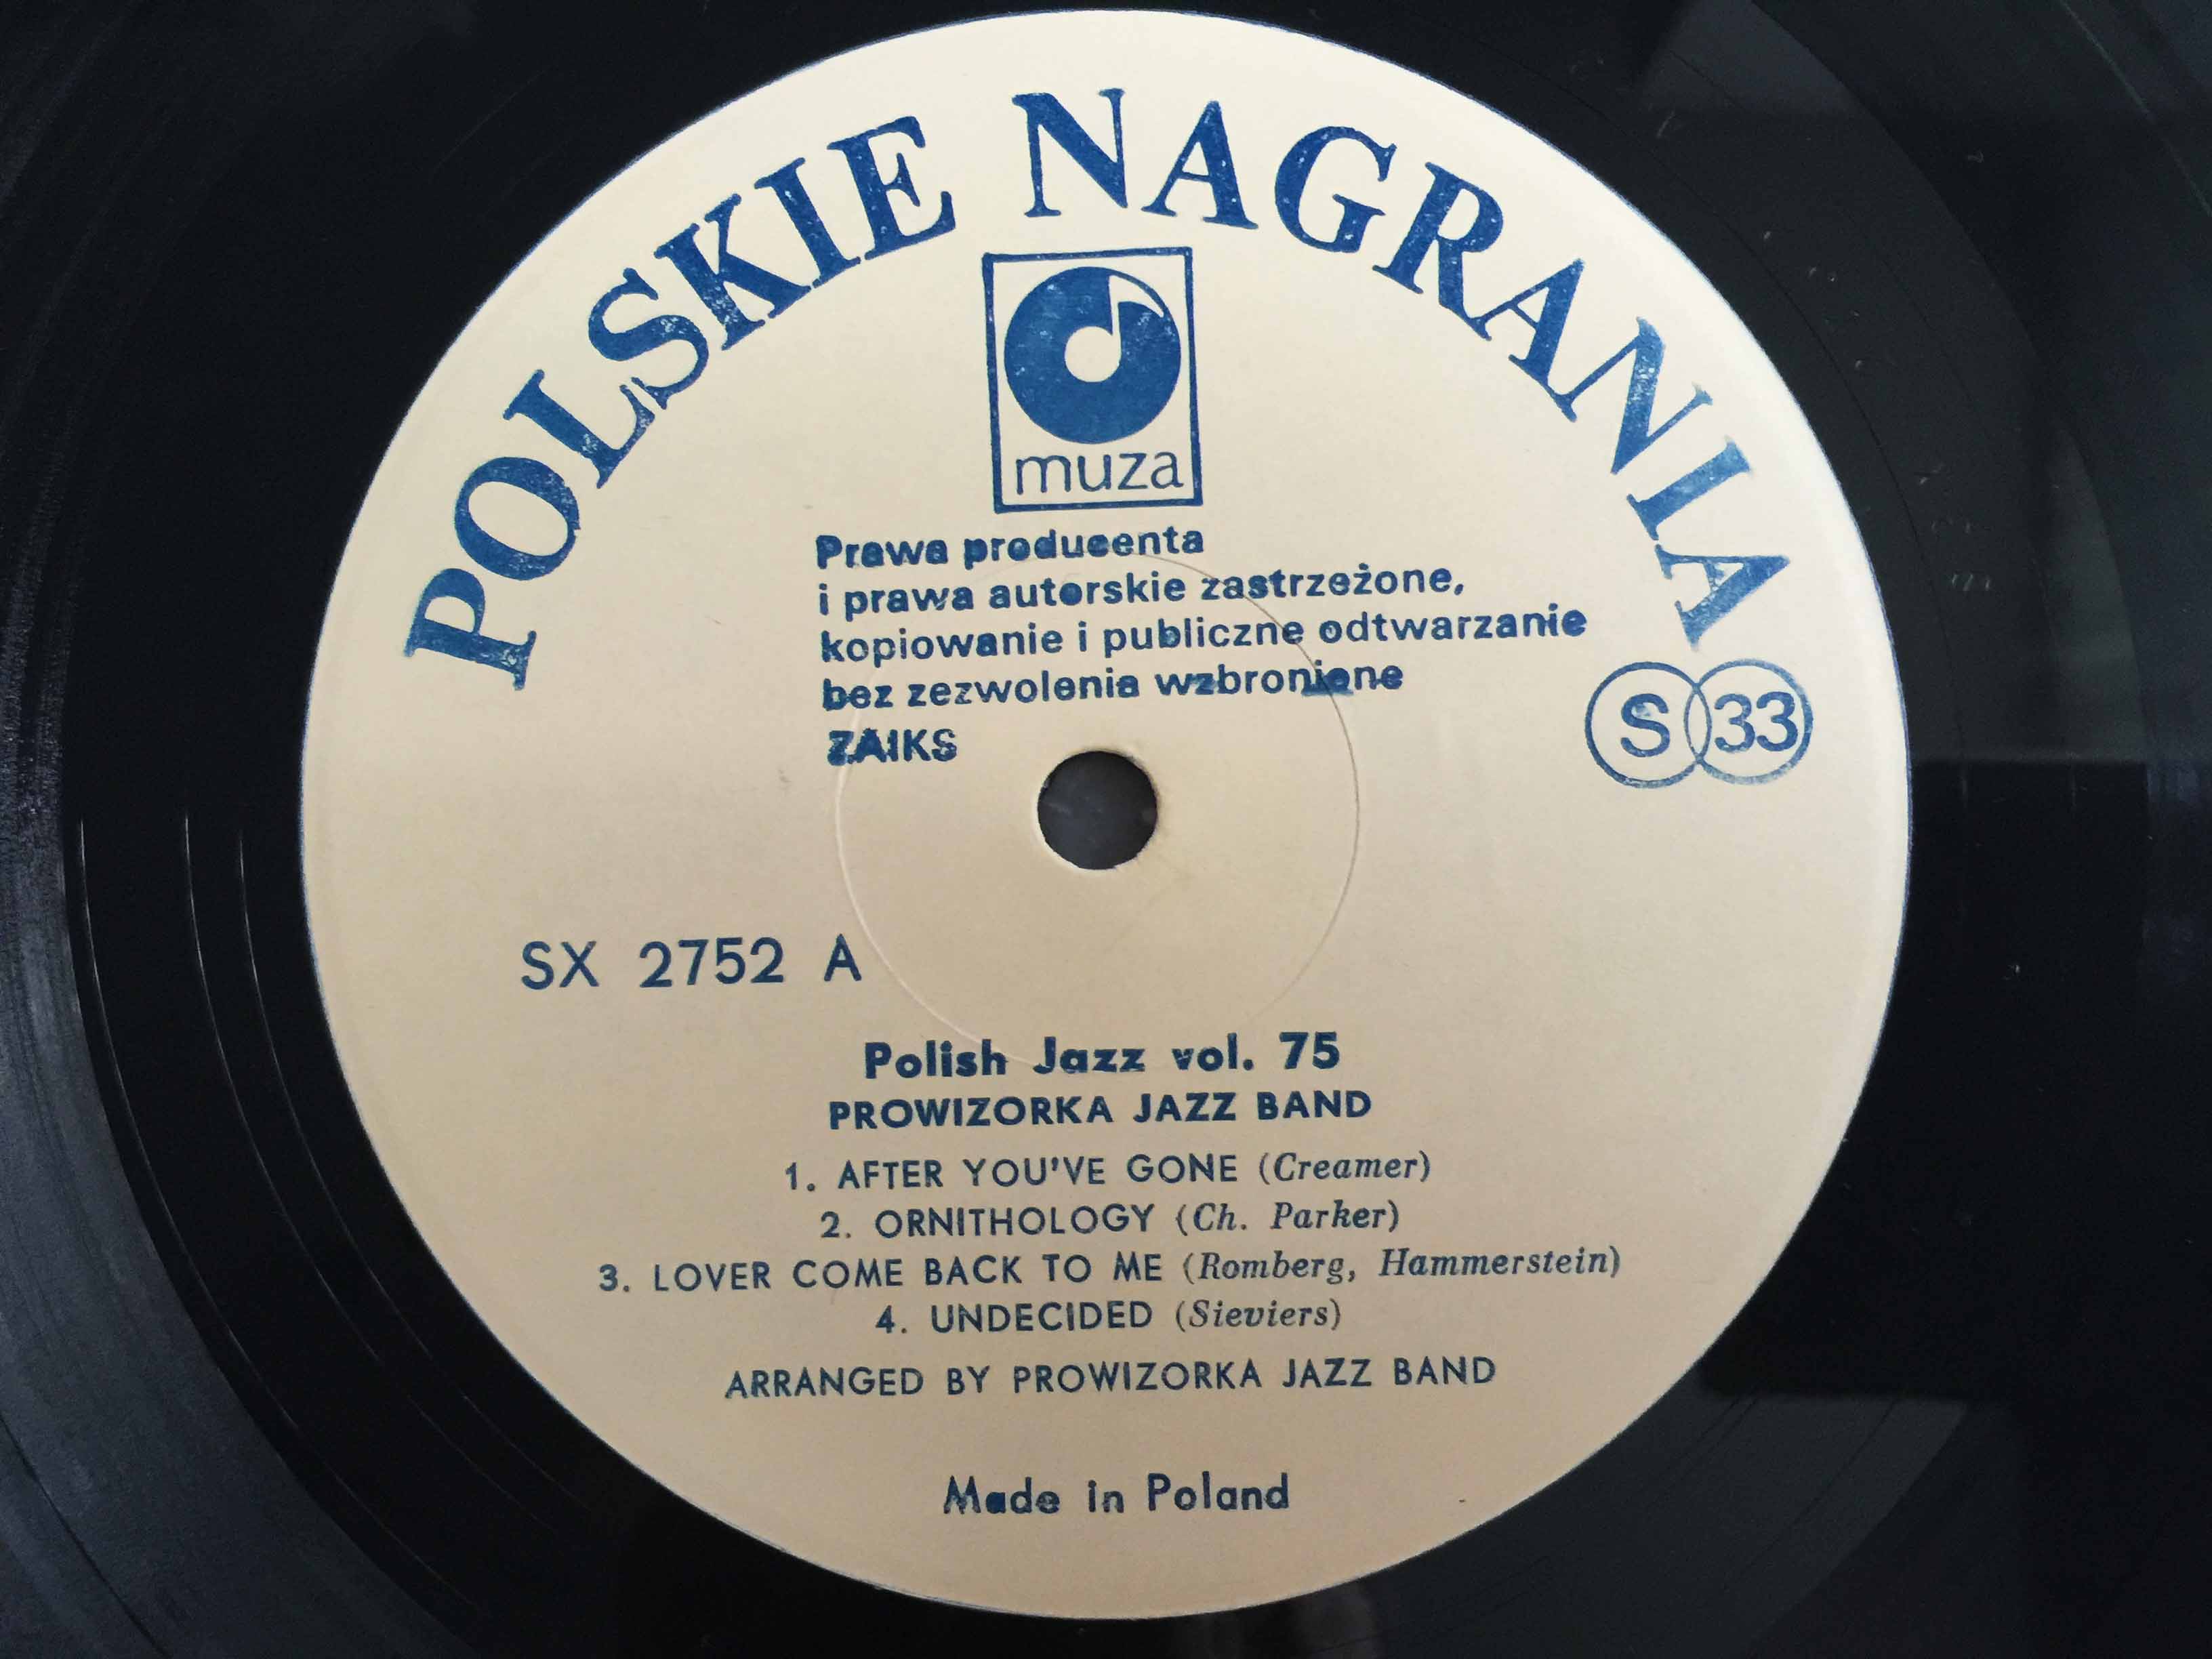 POLSKIE NAGRANIA
muza
Prawa producenta
i prawa autorskie zastrzeżone,
kopiowanie i publiczne odtwarzanie
bez zezwolenia wzbronione
ZAIKS
S 33
SX 2752 A
Polish Jazz vol. 75
PROWIZORKA JAZZ BAND
1. AFTER YOU'VE GONE (Creamer)
2. ORNITHOLOGY (Ch. Parker)
3. LOVER COME BACK TO ME (Romberg, Hammerstein)
4. UNDECIDED (Sieviers)
ARRANGED BY PROWIZORKA JAZZ BAND
Made in Poland